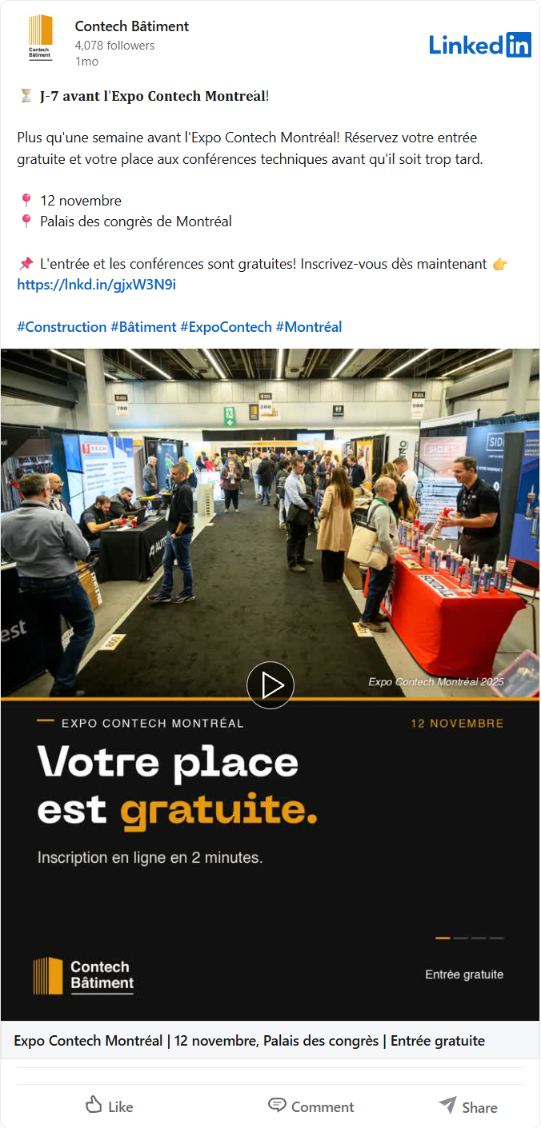 Contech Bâtiment
4,078 followers
1mo
LinkedIn
Contech
Bâtiment
⏳ J-7 avant l'Expo Contech Montréal!
Plus qu'une semaine avant l'Expo Contech Montréal! Réservez votre entrée
gratuite et votre place aux conférences techniques avant qu'il soit trop tard.
📍 12 novembre
📍 Palais des congrès de Montréal
📌 L'entrée et les conférences sont gratuites! Inscrivez-vous dès maintenant 👉
https://lnkd.in/gjxW3N9i
#Construction #Bâtiment #ExpoContech #Montréal
TECH
SIDEX
Expo Contech Montréal 2025
EXPO CONTECH MONTRÉAL
12 NOVEMBRE
Votre place
est gratuite.
Inscription en ligne en 2 minutes.
Contech
Bâtiment
Entrée gratuite
Expo Contech Montréal | 12 novembre, Palais des congrès | Entrée gratuite
Like
Comment
Share